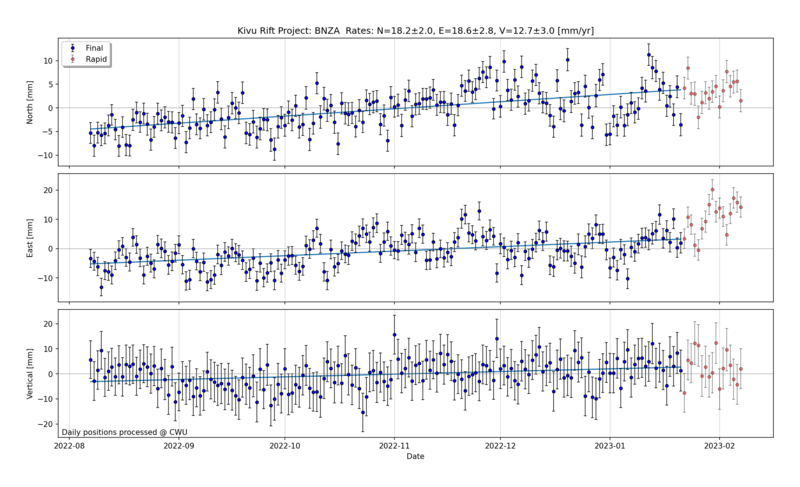 Kivu Rift Project: BNZA Rates: N=18.2±2.0, E=18.6±2.8, V=12.7±3.0 [mm/yr]
Final
Rapid
North [mm]
10
5
0
−5
−10
East [mm]
20
10
0
−10
Vertical [mm]
20
10
0
−10
−20
Daily positions processed @ CWU
2022-08
2022-09
2022-10
2022-11
2022-12
2023-01
2023-02
Date